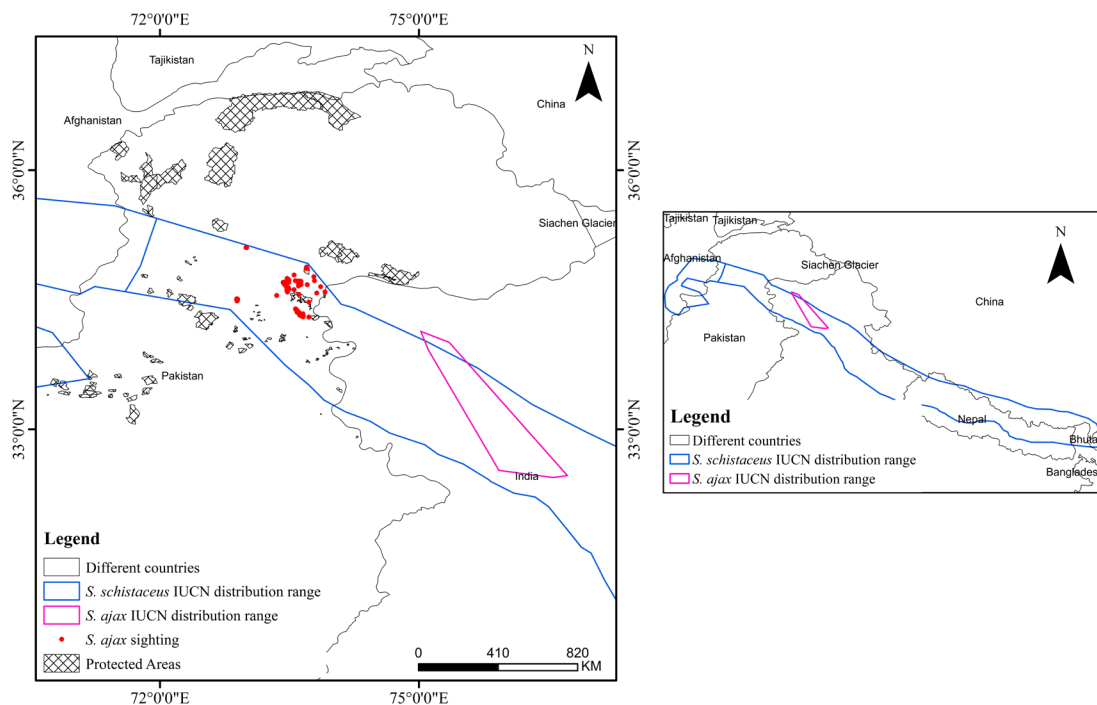 72°0'0"E 75°0'0"E
N
Tajikistan
China
Afghanistan
36°0'0"N 36°0'0"N
Siachen Glacier
Pakistan
33°0'0"N 33°0'0"N
India
Legend
Different countries
S. schistaceus IUCN distribution range
S. ajax IUCN distribution range
S. ajax sighting
Protected Areas
0 410 820
KM
72°0'0"E 75°0'0"E
Tajikistan Tajikistan
N
Afghanistan
Siachen Glacier
China
Pakistan
Legend
Nepal
Different countries
Bhuta
S. schistaceus IUCN distribution range
S. ajax IUCN distribution range
Banglades